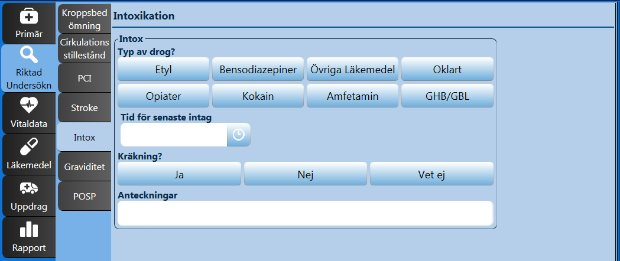 Primär
Riktad
Undersökn
Vitaldata
Läkemedel
Uppdrag
Rapport
Kroppsbed
ömning
Cirkulations
stillestånd
PCI
Stroke
Intox
Graviditet
POSP
Intoxikation
Intox
Typ av drog?
Etyl Bensodiazepiner Övriga Läkemedel Oklart
Opiater Kokain Amfetamin GHB/GBL
Tid för senaste intag
Kräkning?
Ja Nej Vet ej
Anteckningar